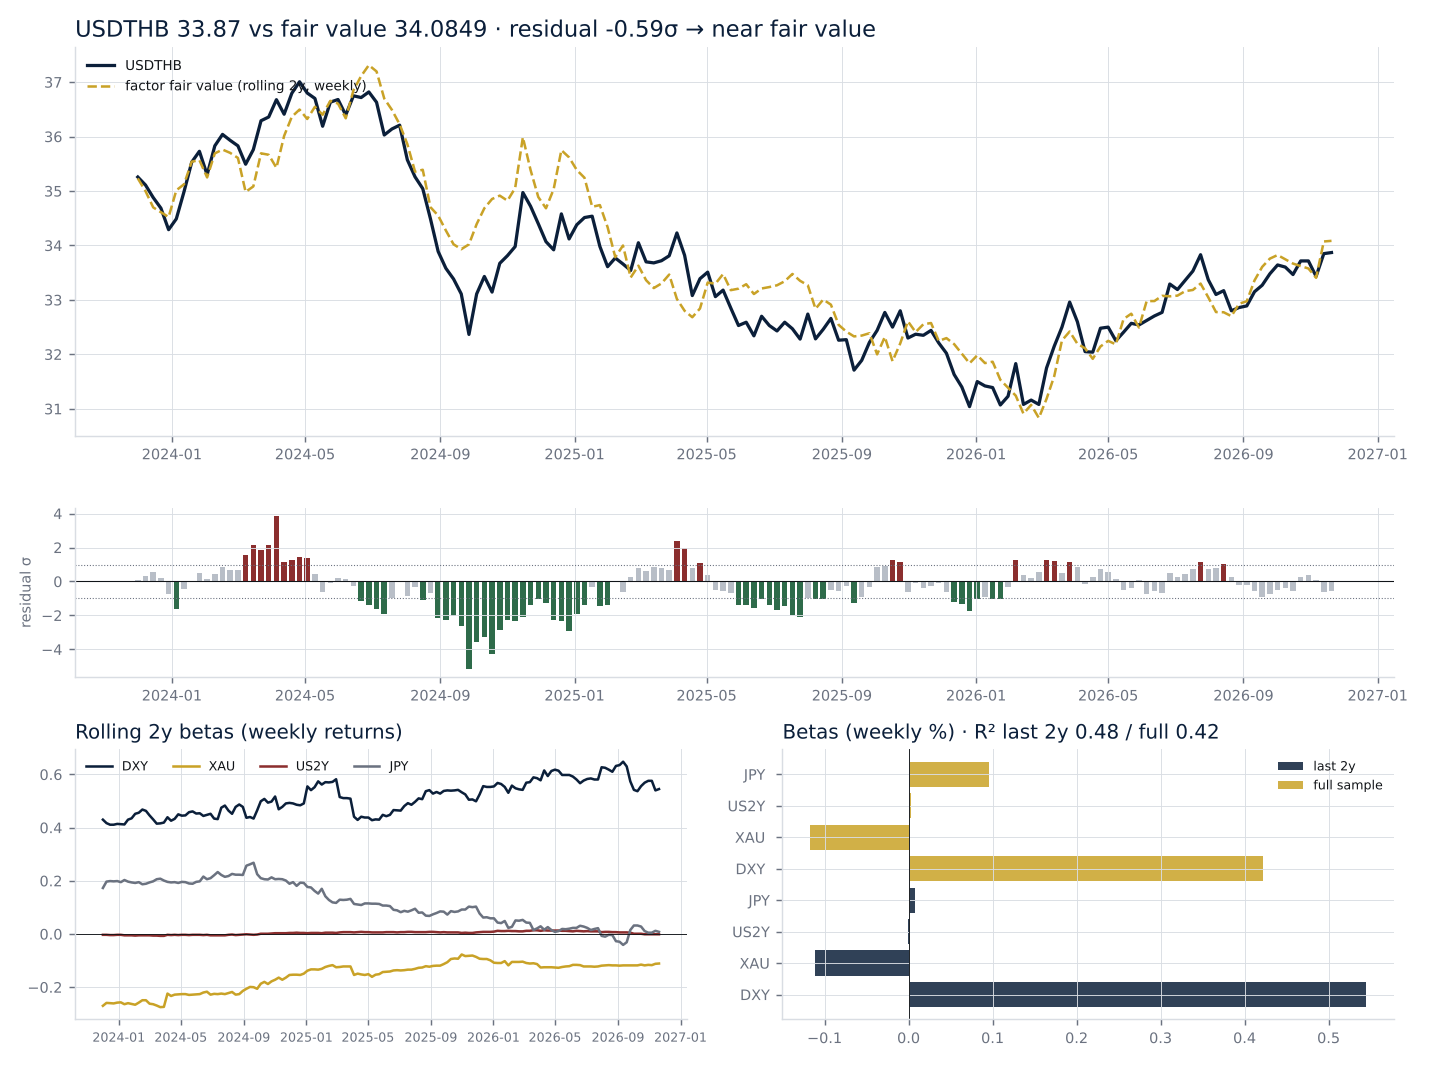 USDTHB 33.87 vs fair value 34.0849 · residual -0.59σ → near fair value
USDTHB
factor fair value (rolling 2y, weekly)
37
36
35
34
33
32
31
2024-01 2024-05 2024-09 2025-01 2025-05 2025-09 2026-01 2026-05 2026-09 2027-01
residual σ
4
2
0
−2
−4
2024-01 2024-05 2024-09 2025-01 2025-05 2025-09 2026-01 2026-05 2026-09 2027-01
Rolling 2y betas (weekly returns)
DXY XAU US2Y JPY
0.6
0.4
0.2
0.0
−0.2
2024-01 2024-05 2024-09 2025-01 2025-05 2025-09 2026-01 2026-05 2026-09 2027-01
Betas (weekly %) · R² last 2y 0.48 / full 0.42
last 2y
full sample
JPY
US2Y
XAU
DXY
JPY
US2Y
XAU
DXY
−0.1 0.0 0.1 0.2 0.3 0.4 0.5